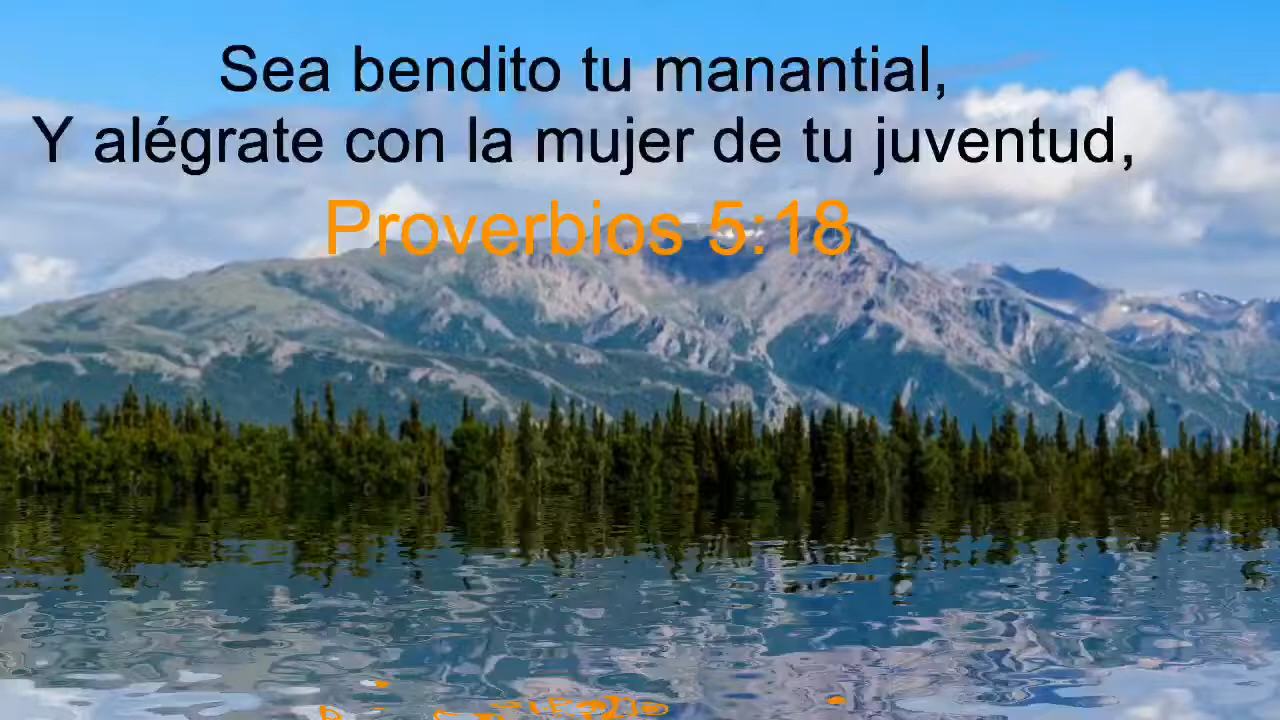 Sea bendito tu manantial,
Y alégrate con la mujer de tu juventud,
Proverbios 5:18